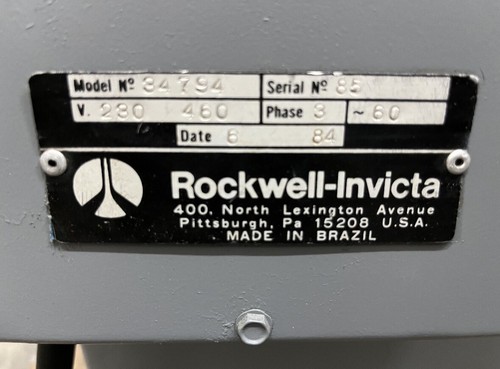 Model Nº 34794 Serial Nº 85
V. 230 460 Phase 3 ~ 60
Date 6 84
Rockwell-Invicta
400, North Lexington Avenue
Pittsburgh, Pa 15208 U.S.A.
MADE IN BRAZIL